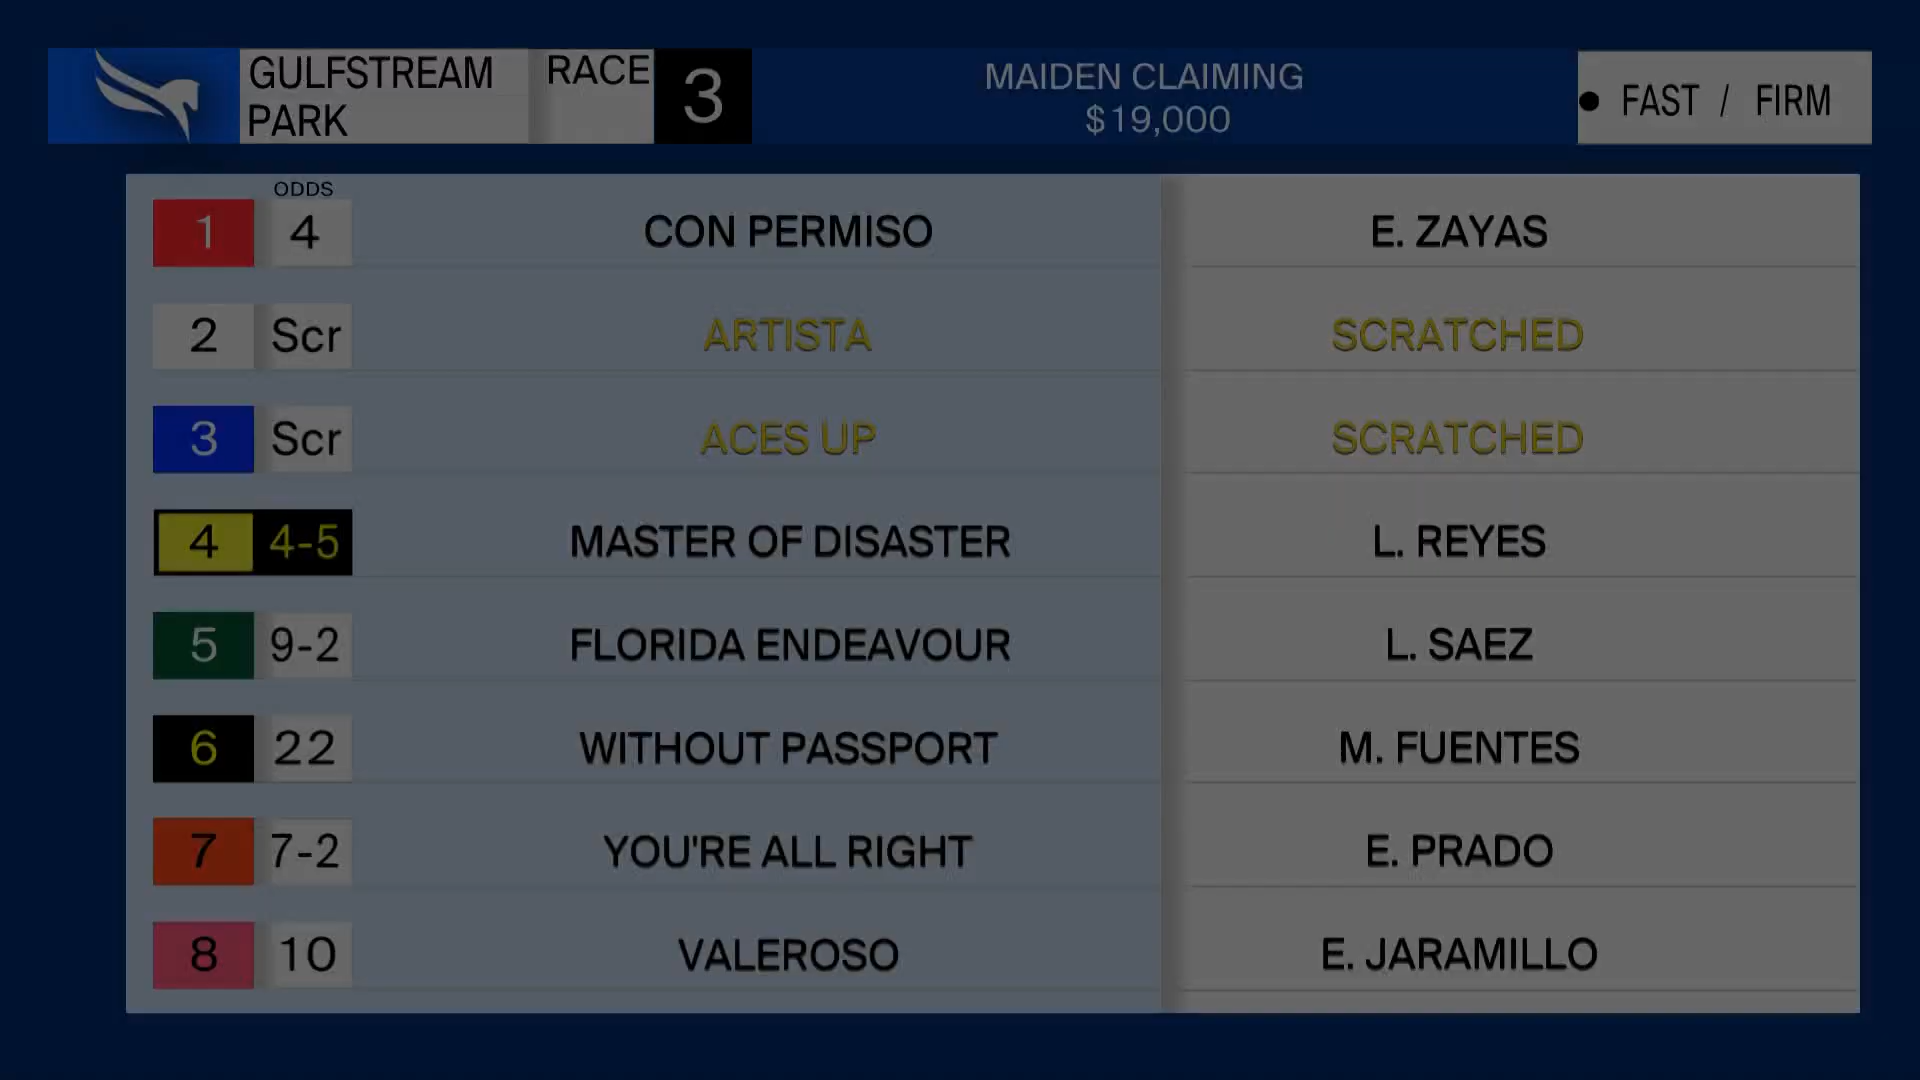 GULFSTREAM
PARK
RACE
3
MAIDEN CLAIMING
$19,000
FAST / FIRM
ODDS
1 4 CON PERMISO E. ZAYAS
2 Scr ARTISTA SCRATCHED
3 Scr ACES UP SCRATCHED
4 4-5 MASTER OF DISASTER L. REYES
5 9-2 FLORIDA ENDEAVOUR L. SAEZ
6 22 WITHOUT PASSPORT M. FUENTES
7 7-2 YOU'RE ALL RIGHT E. PRADO
8 10 VALEROSO E. JARAMILLO